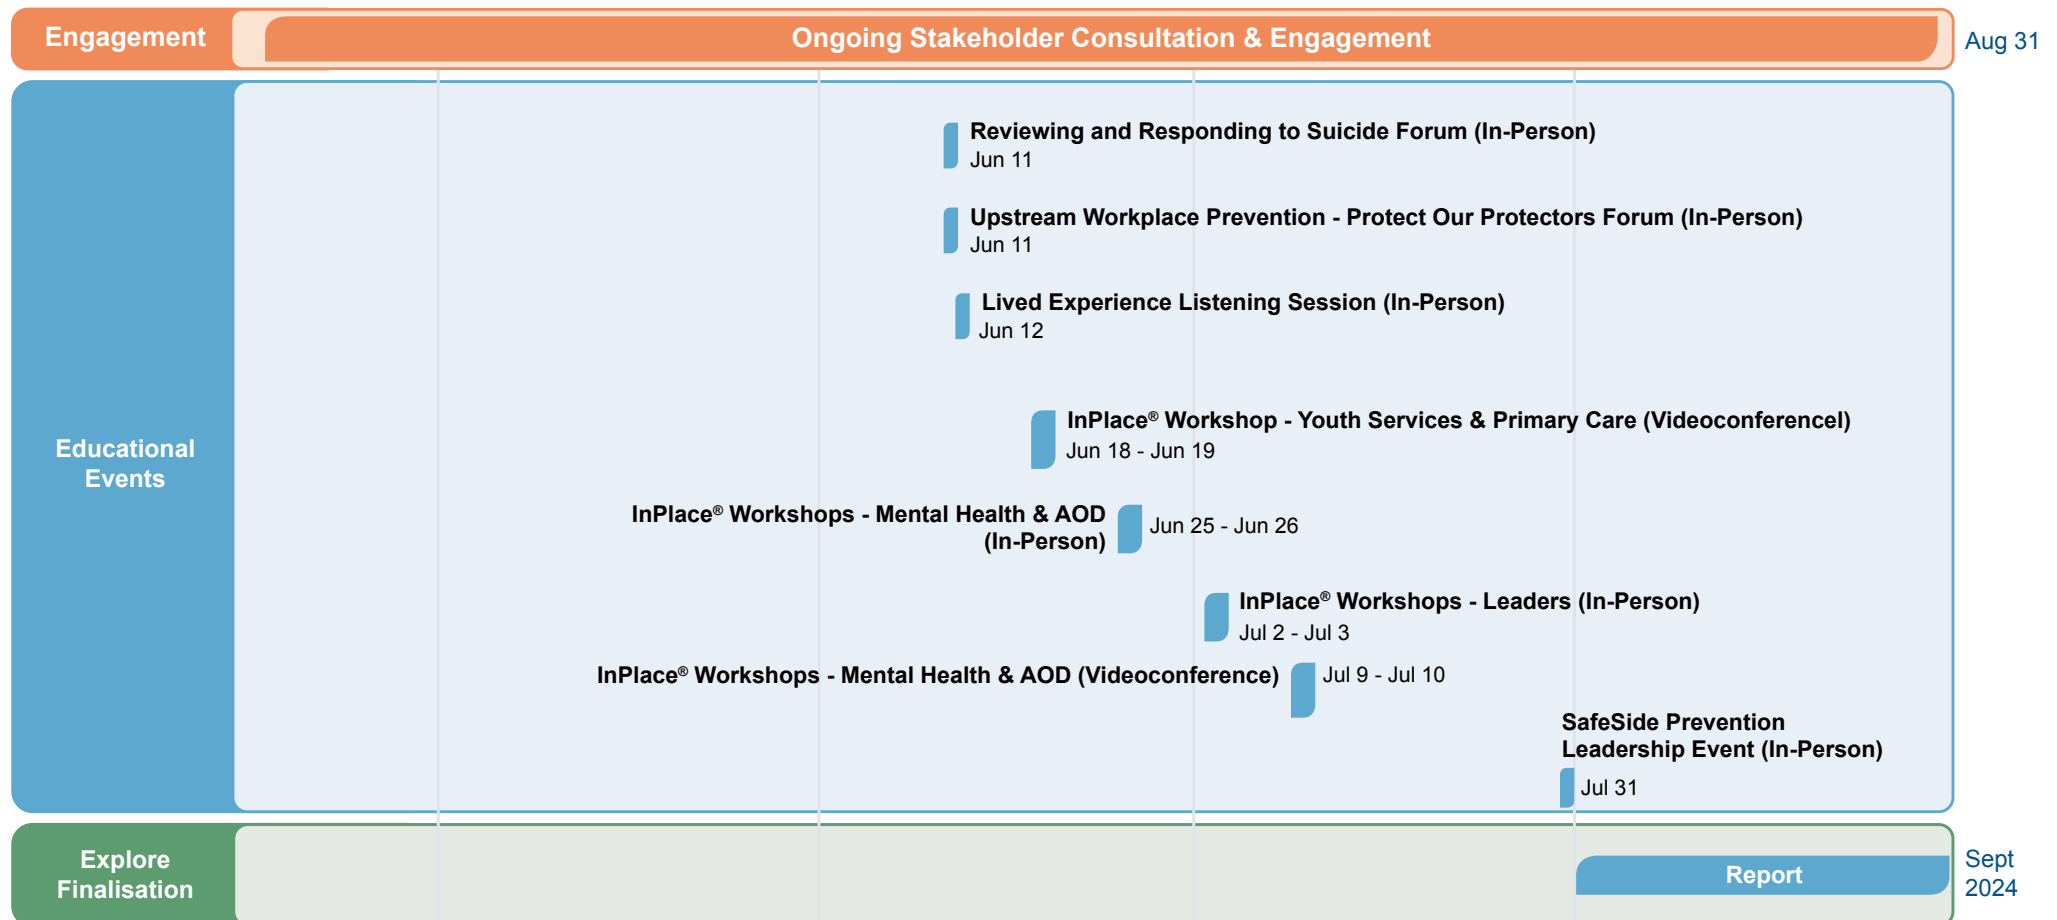 Engagement
Ongoing Stakeholder Consultation & Engagement
Aug 31
Educational
Events
Reviewing and Responding to Suicide Forum (In-Person)
Jun 11
Upstream Workplace Prevention - Protect Our Protectors Forum (In-Person)
Jun 11
Lived Experience Listening Session (In-Person)
Jun 12
InPlace® Workshop - Youth Services & Primary Care (Videoconferencel)
Jun 18 - Jun 19
InPlace® Workshops - Mental Health & AOD
(In-Person)
Jun 25 - Jun 26
InPlace® Workshops - Leaders (In-Person)
Jul 2 - Jul 3
InPlace® Workshops - Mental Health & AOD (Videoconference)
Jul 9 - Jul 10
SafeSide Prevention
Leadership Event (In-Person)
Jul 31
Explore
Finalisation
Report
Sept
2024